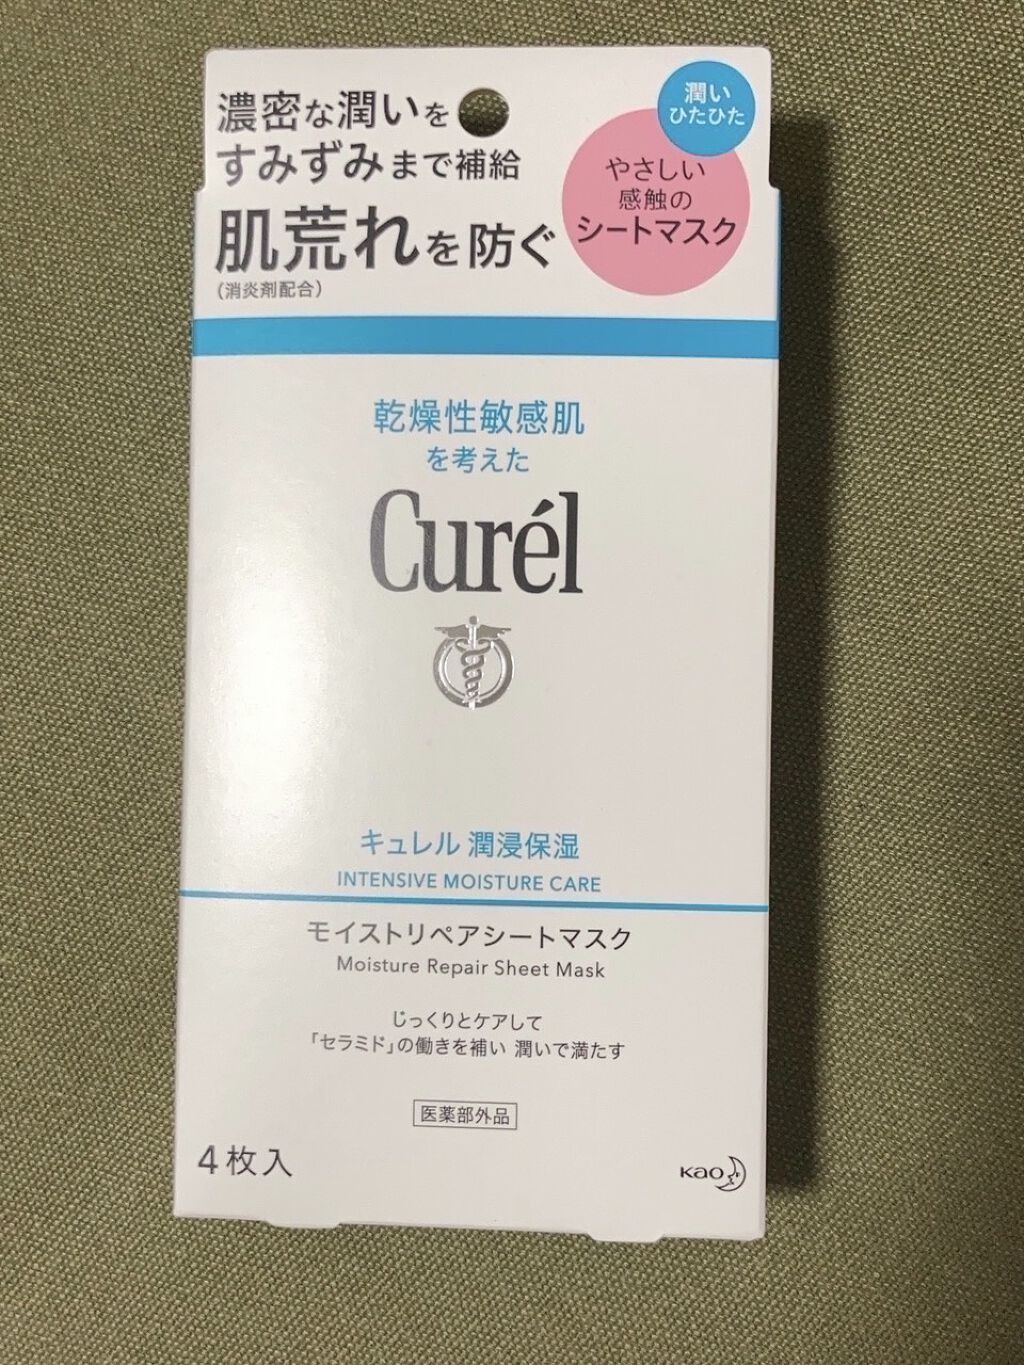 濃密な潤いを
すみずみまで補給
肌荒れを防ぐ
(消炎剤配合)
潤い
ひたひた
やさしい
感触の
シートマスク
乾燥性敏感肌
を考えた
Curél
キュレル 潤浸保湿
INTENSIVE MOISTURE CARE
モイストリペアシートマスク
Moisture Repair Sheet Mask
じっくりとケアして
「セラミド」の働きを補い 潤いで満たす
医薬部外品
4枚入
Kao